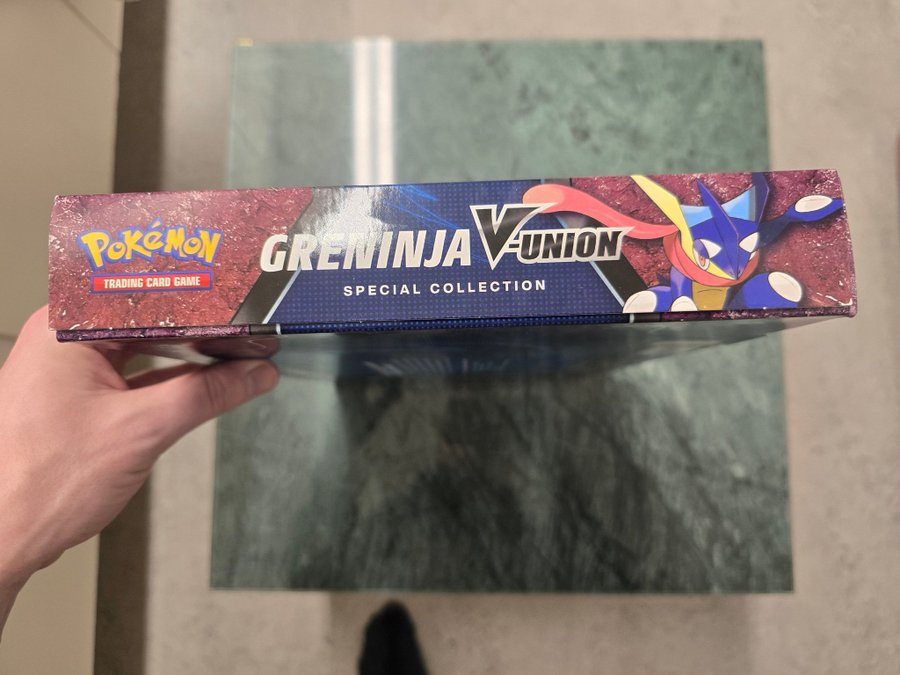 POKéMON
TRADING CARD GAME
GRENINJA V-UNION
SPECIAL COLLECTION